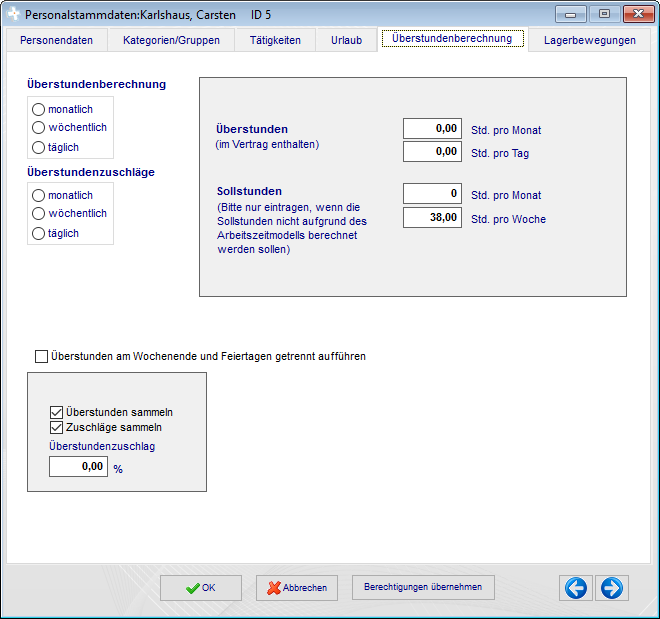 Personalstammdaten:Karlshaus, Carsten ID 5
Personendaten Kategorien/Gruppen Tätigkeiten Urlaub Überstundenberechnung Lagerbewegungen
Überstundenberechnung
monatlich
wöchentlich
täglich
Überstundenzuschläge
monatlich
wöchentlich
täglich
Überstunden
(im Vertrag enthalten)
0,00 Std. pro Monat
0,00 Std. pro Tag
Sollstunden
(Bitte nur eintragen, wenn die
Sollstunden nicht aufgrund des
Arbeitszeitmodells berechnet
werden sollen)
0 Std. pro Monat
38,00 Std. pro Woche
Überstunden am Wochenende und Feiertagen getrennt aufführen
Überstunden sammeln
Zuschläge sammeln
Überstundenzuschlag
0,00 %
OK Abbrechen Berechtigungen übernehmen